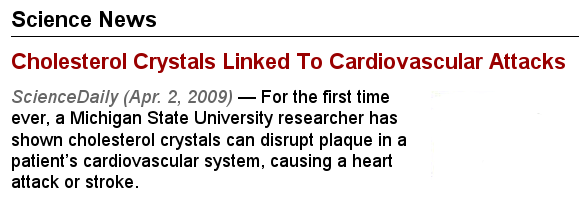 Science News
Cholesterol Crystals Linked To Cardiovascular Attacks
ScienceDaily (Apr. 2, 2009) — For the first time
ever, a Michigan State University researcher has
shown cholesterol crystals can disrupt plaque in a
patient's cardiovascular system, causing a heart
attack or stroke.